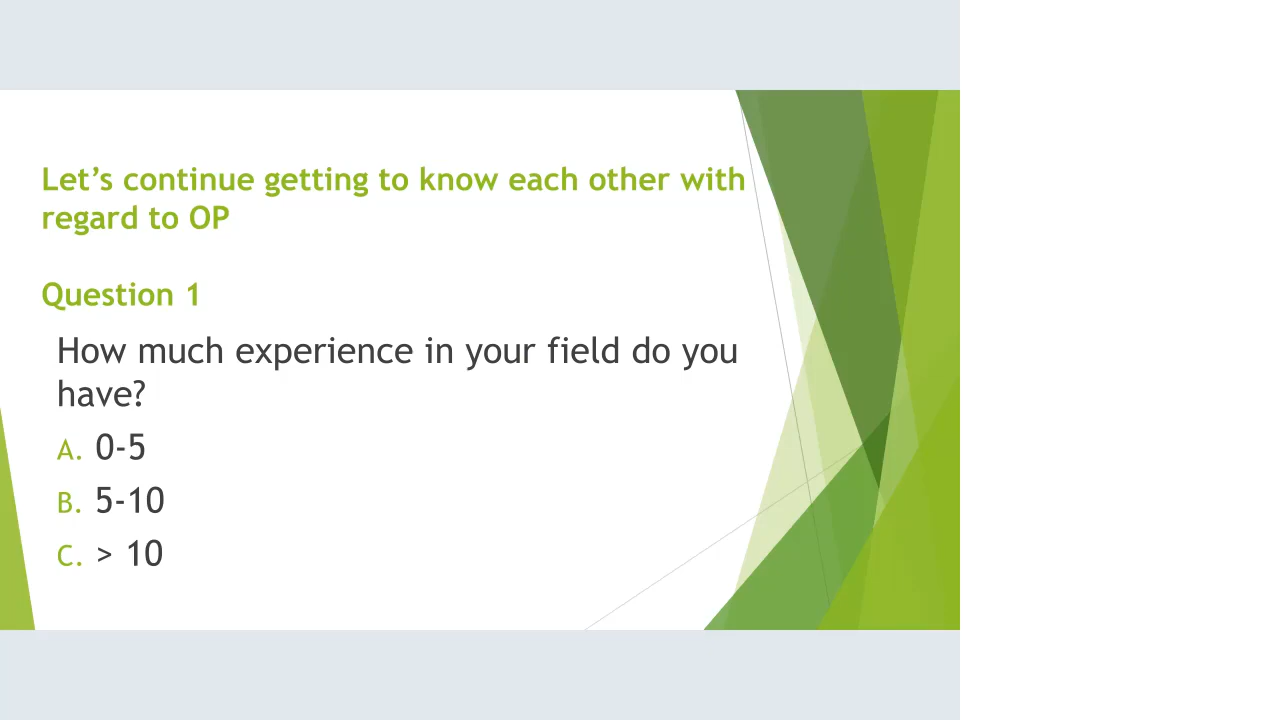 Let’s continue getting to know each other with
regard to OP
Question 1
How much experience in your field do you
have?
A. 0-5
B. 5-10
C. > 10